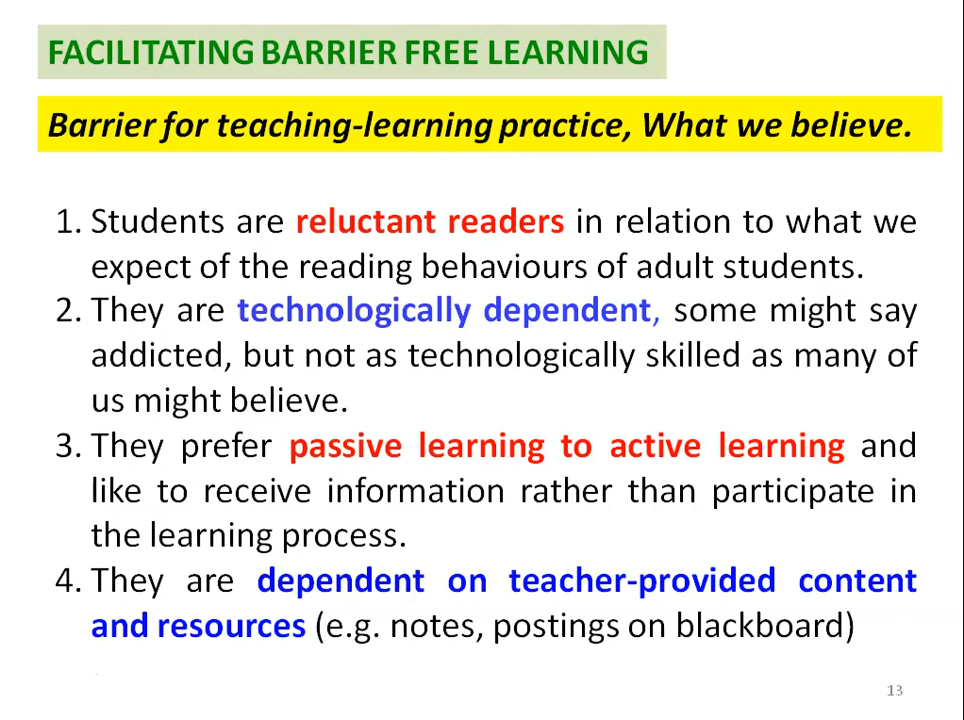 FACILITATING BARRIER FREE LEARNING
Barrier for teaching-learning practice, What we believe.
1. Students are reluctant readers in relation to what we
expect of the reading behaviours of adult students.
2. They are technologically dependent, some might say
addicted, but not as technologically skilled as many of
us might believe.
3. They prefer passive learning to active learning and
like to receive information rather than participate in
the learning process.
4. They are dependent on teacher-provided content
and resources (e.g. notes, postings on blackboard)
13